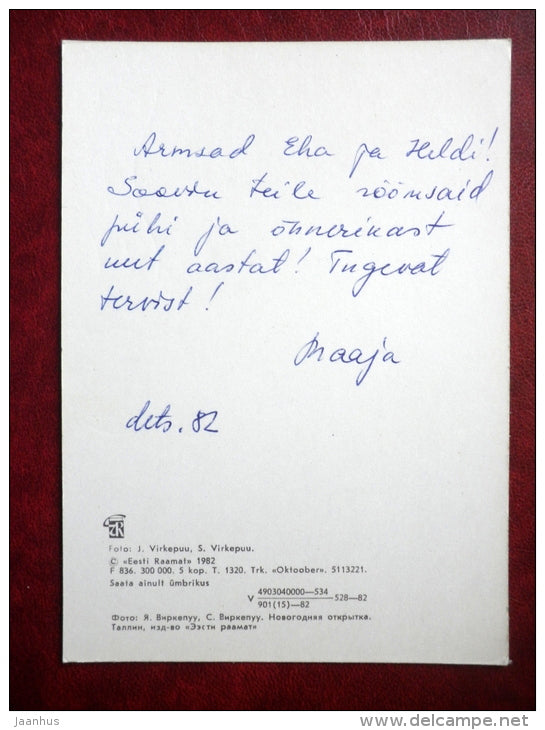 Armsad Eha ja Heldi!
Soovin teile rõõmsaid
pühi ja õnnerikast
uut aastat! Tugevat
tervist!
Maaja
dets. 82
Foto: J. Virkepuu, S. Virkepuu.
© «Eesti Raamat» 1982
F 836. 300 000. 5 kop. T. 1320. Trk. «Oktoober». 5113221.
Saata ainult ümbrikus
V 4903040000—534
901(15)—82
528—82
Фото: Я. Виркепуу, С. Виркепуу. Новогодняя открытка.
Таллин, изд-во «Ээсти раамат»
jaanhus
www.delcampe.net